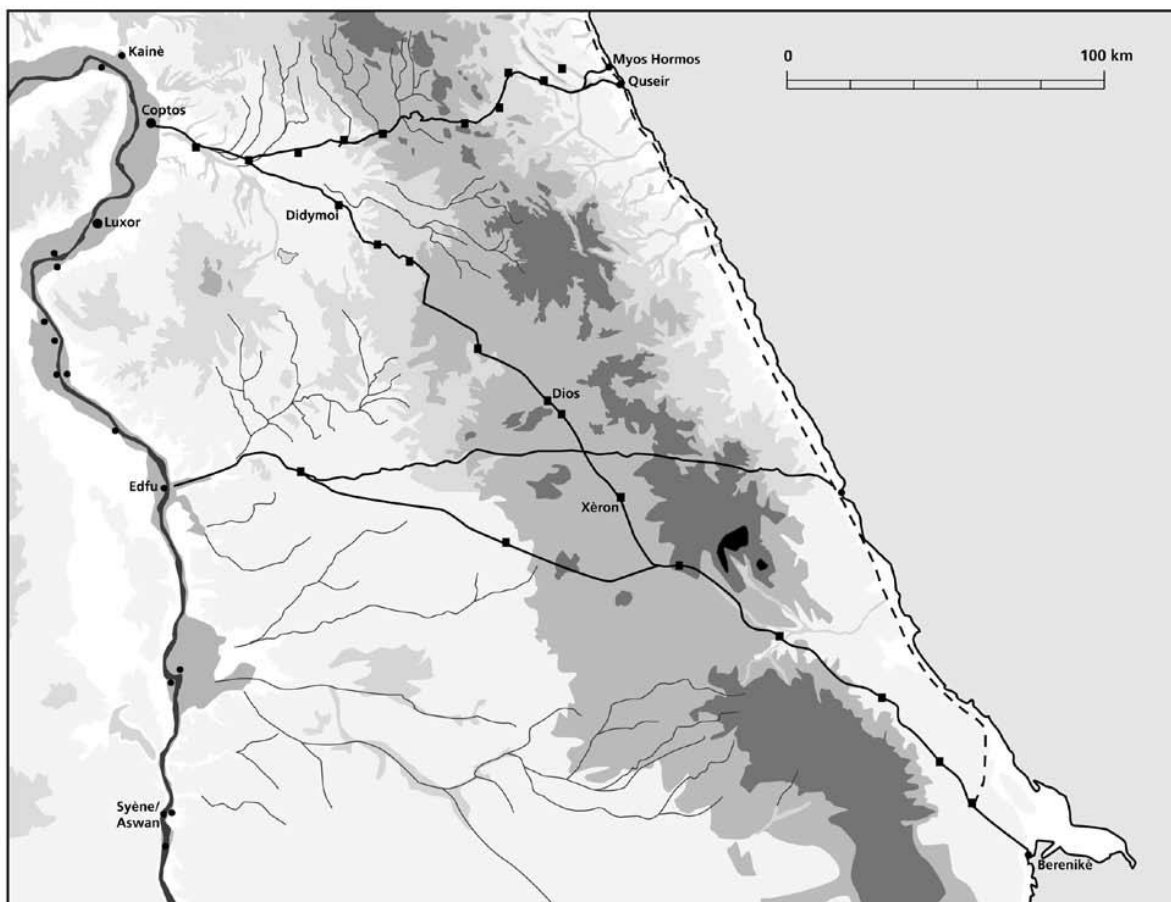 Kainè
Myos Hormos
0
100 km
Quseir
Coptos
Didymoi
Luxor
Dios
Edfu
Xèron
Syène/
Aswan
Berenikè